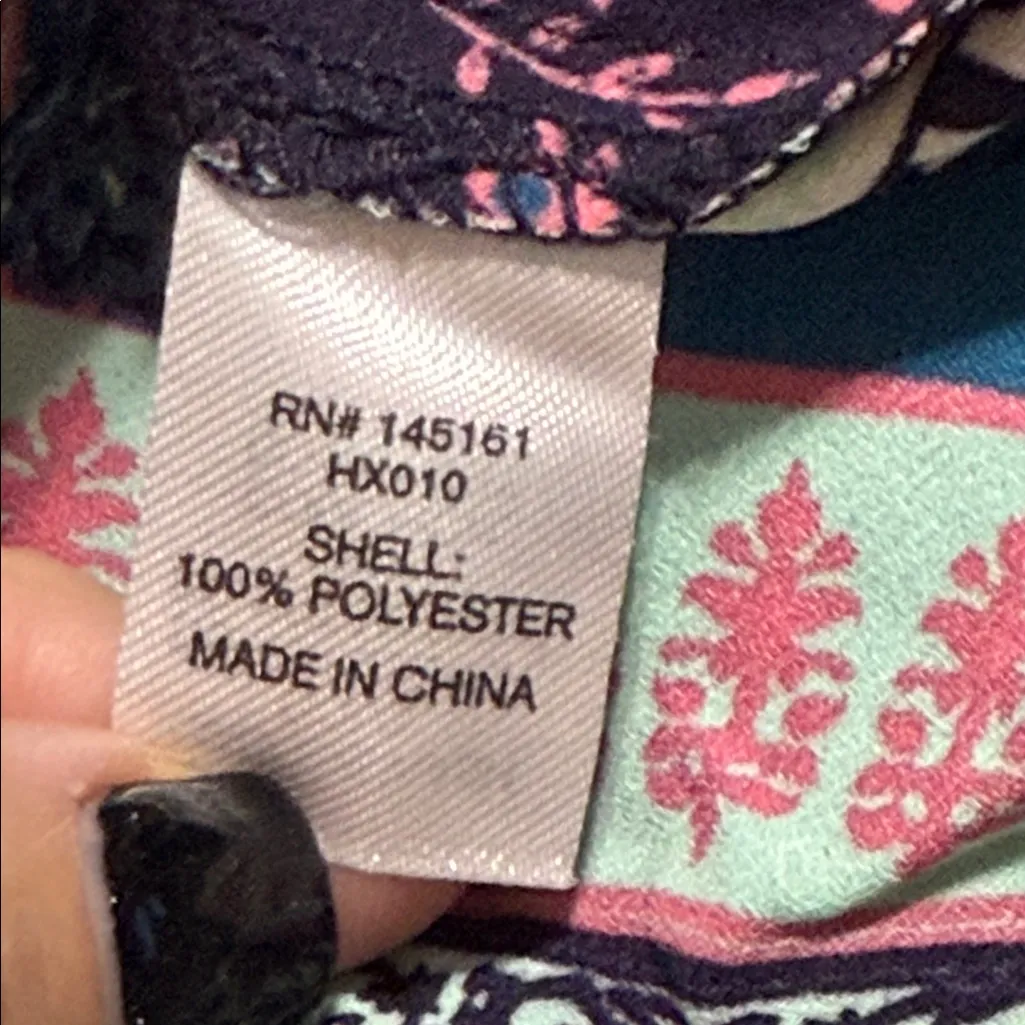 RN# 145161
HX010
SHELL:
100% POLYESTER
MADE IN CHINA